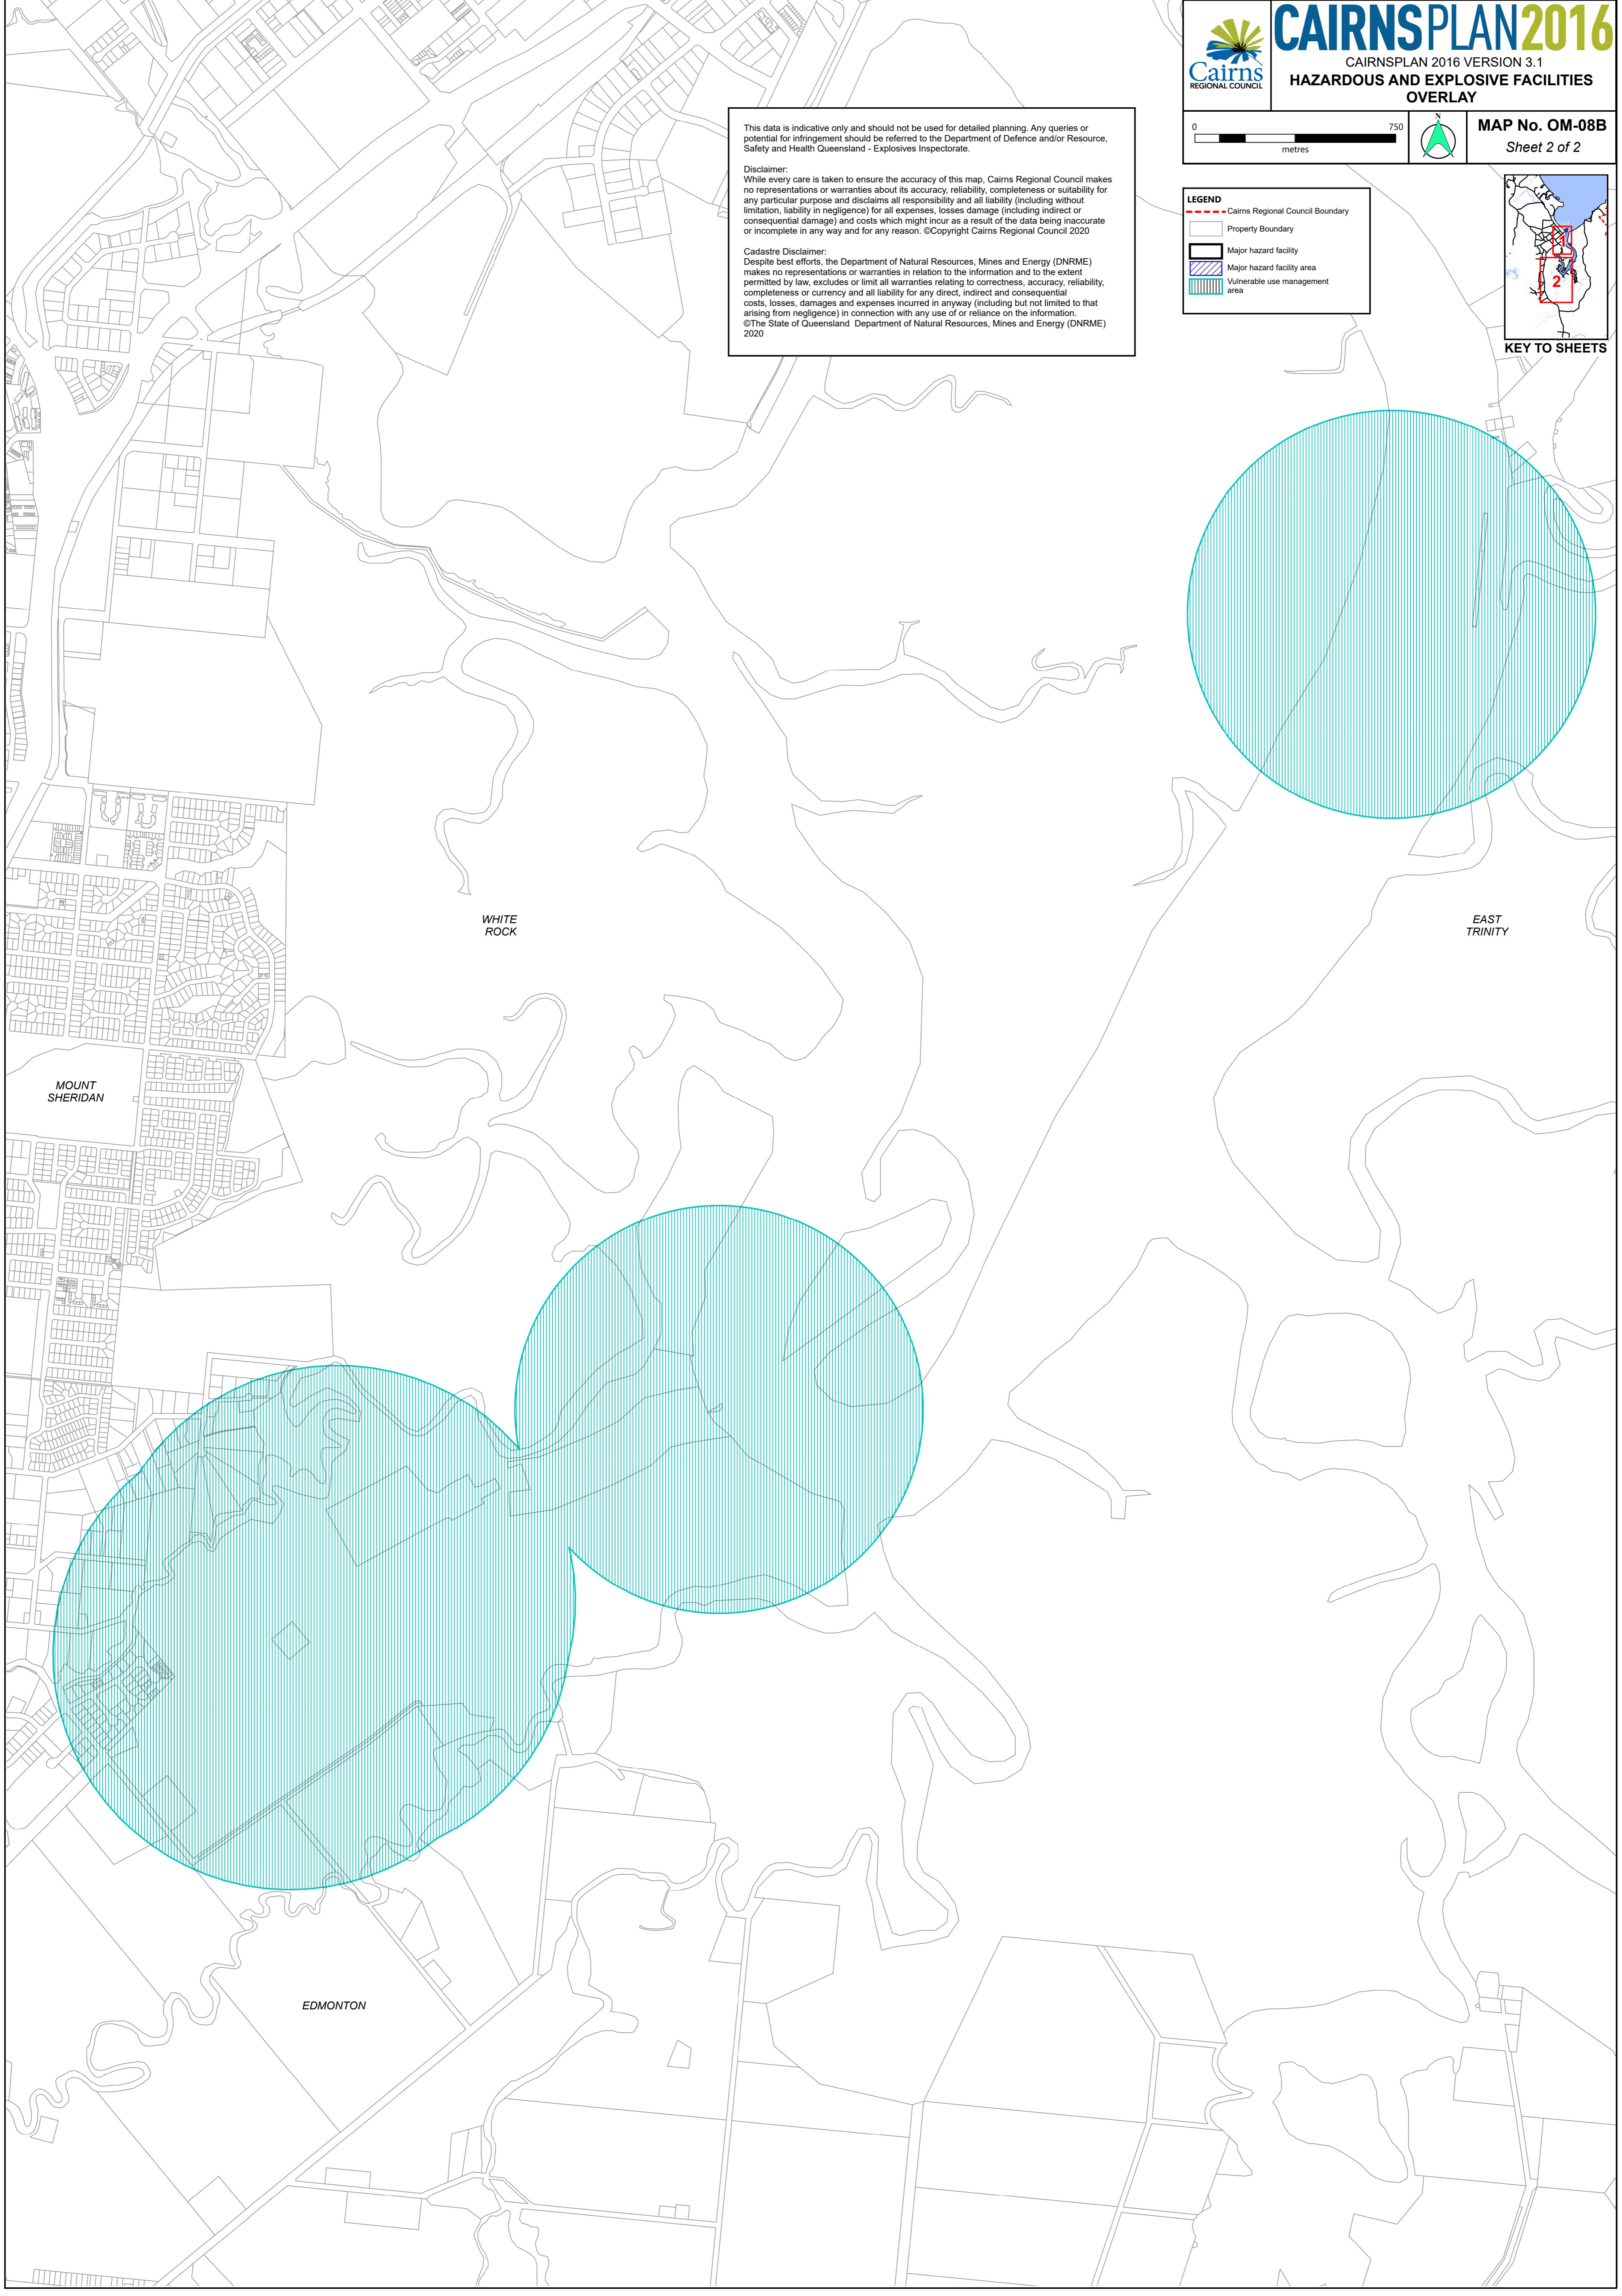 Cairns
REGIONAL COUNCIL
CAIRNSPLAN2016
CAIRNSPLAN 2016 VERSION 3.1
HAZARDOUS AND EXPLOSIVE FACILITIES
OVERLAY
0 750
metres
N
MAP No. OM-08B
Sheet 2 of 2
This data is indicative only and should not be used for detailed planning. Any queries or
potential for infringement should be referred to the Department of Defence and/or Resource,
Safety and Health Queensland - Explosives Inspectorate.
Disclaimer:
While every care is taken to ensure the accuracy of this map, Cairns Regional Council makes
no representations or warranties about its accuracy, reliability, completeness or suitability for
any particular purpose and disclaims all responsibility and all liability (including without
limitation, liability in negligence) for all expenses, losses damage (including indirect or
consequential damage) and costs which might incur as a result of the data being inaccurate
or incomplete in any way and for any reason. ©Copyright Cairns Regional Council 2020
Cadastre Disclaimer:
Despite best efforts, the Department of Natural Resources, Mines and Energy (DNRME)
makes no representations or warranties in relation to the information and to the extent
permitted by law, excludes or limit all warranties relating to correctness, accuracy, reliability,
completeness or currency and all liability for any direct, indirect and consequential
costs, losses, damages and expenses incurred in anyway (including but not limited to that
arising from negligence) in connection with any use of or reliance on the information.
©The State of Queensland Department of Natural Resources, Mines and Energy (DNRME)
2020
LEGEND
Cairns Regional Council Boundary
Property Boundary
Major hazard facility
Major hazard facility area
Vulnerable use management
area
1
2
KEY TO SHEETS
WHITE
ROCK
EAST
TRINITY
MOUNT
SHERIDAN
EDMONTON